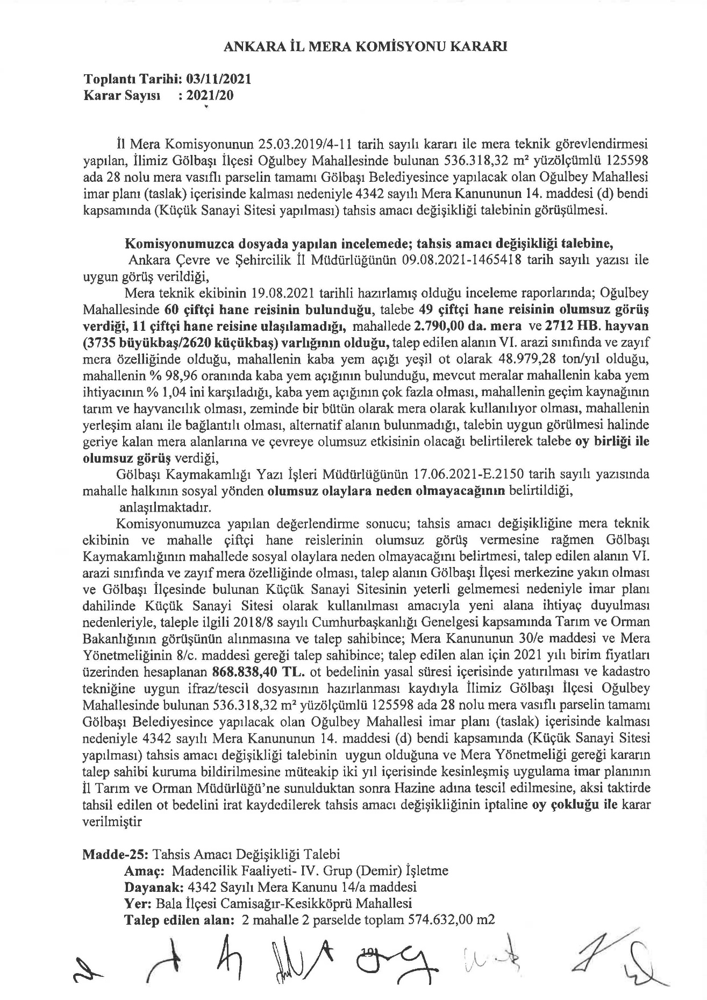 ANKARA İL MERA KOMİSYONU KARARI
Toplantı Tarihi: 03/11/2021
Karar Sayısı : 2021/20
İl Mera Komisyonunun 25.03.2019/4-11 tarih sayılı kararı ile mera teknik görevlendirmesi
yapılan, İlimiz Gölbaşı İlçesi Oğulbey Mahallesinde bulunan 536.318,32 m² yüzölçümlü 125598
ada 28 nolu mera vasıflı parselin tamamı Gölbaşı Belediyesince yapılacak olan Oğulbey Mahallesi
imar planı (taslak) içerisinde kalması nedeniyle 4342 sayılı Mera Kanununun 14. maddesi (d) bendi
kapsamında (Küçük Sanayi Sitesi yapılması) tahsis amacı değişikliği talebinin görüşülmesi.
Komisyonumuzca dosyada yapılan incelemede; tahsis amacı değişikliği talebine,
Ankara Çevre ve Şehircilik İl Müdürlüğünün 09.08.2021-1465418 tarih sayılı yazısı ile
uygun görüş verildiği,
Mera teknik ekibinin 19.08.2021 tarihli hazırlamış olduğu inceleme raporlarında; Oğulbey
Mahallesinde 60 çiftçi hane reisinin bulunduğu, talebe 49 çiftçi hane reisinin olumsuz görüş
verdiği, 11 çiftçi hane reisine ulaşılamadığı, mahallede 2.790,00 da. mera ve 2712 HB. hayvan
(3735 büyükbaş/2620 küçükbaş) varlığının olduğu, talep edilen alanın VI. arazi sınıfında ve zayıf
mera özelliğinde olduğu, mahallenin kaba yem açığı yeşil ot olarak 48.979,28 ton/yıl olduğu,
mahallenin % 98,96 oranında kaba yem açığının bulunduğu, mevcut meralar mahallenin kaba yem
ihtiyacının % 1,04 ini karşıladığı, kaba yem açığının çok fazla olması, mahallenin geçim kaynağının
tarım ve hayvancılık olması, zeminde bir bütün olarak mera olarak kullanılıyor olması, mahallenin
yerleşim alanı ile bağlantılı olması, alternatif alanın bulunmadığı, talebin uygun görülmesi halinde
geriye kalan mera alanlarına ve çevreye olumsuz etkisinin olacağı belirtilerek talebe oy birliği ile
olumsuz görüş verdiği,
Gölbaşı Kaymakamlığı Yazı İşleri Müdürlüğünün 17.06.2021-E.2150 tarih sayılı yazısında
mahalle halkının sosyal yönden olumsuz olaylara neden olmayacağının belirtildiği,
anlaşılmaktadır.
Komisyonumuzca yapılan değerlendirme sonucu; tahsis amacı değişikliğine mera teknik
ekibinin ve mahalle çiftçi hane reislerinin olumsuz görüş vermesine rağmen Gölbaşı
Kaymakamlığının mahallede sosyal olaylara neden olmayacağını belirtmesi, talep edilen alanın VI.
arazi sınıfında ve zayıf mera özelliğinde olması, talep alanın Gölbaşı İlçesi merkezine yakın olması
ve Gölbaşı İlçesinde bulunan Küçük Sanayi Sitesinin yeterli gelmemesi nedeniyle imar planı
dahilinde Küçük Sanayi Sitesi olarak kullanılması amacıyla yeni alana ihtiyaç duyulması
nedenleriyle, taleple ilgili 2018/8 sayılı Cumhurbaşkanlığı Genelgesi kapsamında Tarım ve Orman
Bakanlığının görüşünün alınmasına ve talep sahibince; Mera Kanununun 30/e maddesi ve Mera
Yönetmeliğinin 8/c. maddesi gereği talep sahibince; talep edilen alan için 2021 yılı birim fiyatları
üzerinden hesaplanan 868.838,40 TL. ot bedelinin yasal süresi içerisinde yatırılması ve kadastro
tekniğine uygun ifraz/tescil dosyasının hazırlanması kaydıyla İlimiz Gölbaşı İlçesi Oğulbey
Mahallesinde bulunan 536.318,32 m² yüzölçümlü 125598 ada 28 nolu mera vasıflı parselin tamamı
Gölbaşı Belediyesince yapılacak olan Oğulbey Mahallesi imar planı (taslak) içerisinde kalması
nedeniyle 4342 sayılı Mera Kanununun 14. maddesi (d) bendi kapsamında (Küçük Sanayi Sitesi
yapılması) tahsis amacı değişikliği talebinin uygun olduğuna ve Mera Yönetmeliği gereği kararın
talep sahibi kuruma bildirilmesine müteakip iki yıl içerisinde kesinleşmiş uygulama imar planının
İl Tarım ve Orman Müdürlüğü’ne sunulduktan sonra Hazine adına tescil edilmesine, aksi taktirde
tahsil edilen ot bedelini irat kaydedilerek tahsis amacı değişikliğinin iptaline oy çokluğu ile karar
verilmiştir
Madde-25: Tahsis Amacı Değişikliği Talebi
Amaç: Madencilik Faaliyeti- IV. Grup (Demir) İşletme
Dayanak: 4342 Sayılı Mera Kanunu 14/a maddesi
Yer: Bala İlçesi Camisağır-Kesikköprü Mahallesi
Talep edilen alan: 2 mahalle 2 parselde toplam 574.632,00 m2